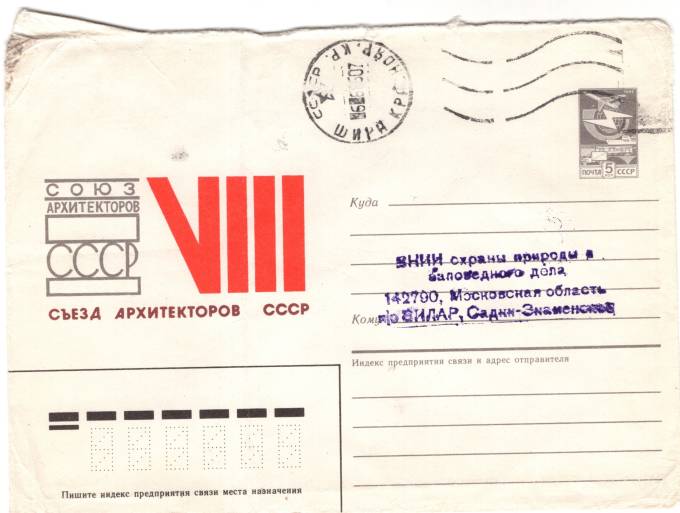 СОЮЗ
АРХИТЕКТОРОВ
СССР
VIII
СЪЕЗД АРХИТЕКТОРОВ СССР
ШИРА
ПОЧТА 5 СССР
Куда
ВНИИ охраны природы и
заповедного дела,
142790, Московская область
п/о ВИЛАР, Садки-Знаменское
Кому
Индекс предприятия связи и адрес отправителя
Пишите индекс предприятия связи места назначения